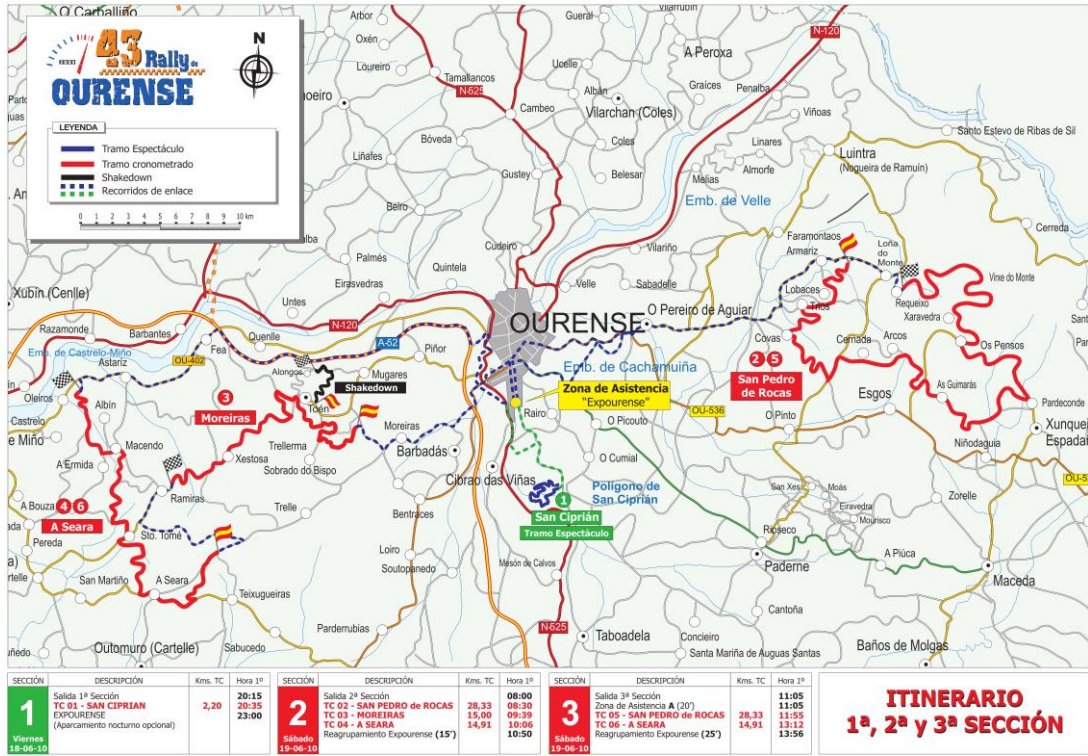 43 Rally de
OURENSE
N
LEYENDA
Tramo Espectáculo
Tramo cronometrado
Shakedown
Recorridos de enlace
0 1 2 3 4 5 6 7 8 9 10 km
O Carballiño
Arbor
Oxén
Loureiro
Tamallancos
N-525
Cambeo
Bóveda
Liñafes
Gustey
Beiro
Gueral
Vilarrubín
Ucelle
A Peroxa
Albán
Graíces
Penalba
N-120
Vilarchan (Coles)
Viñoas
Coles
Belesar
Linares
Almorfe
Melias
Santo Estevo de Ribas de Sil
Luintra
(Nogueira de Ramuín)
Emb. de Velle
Cerreda
Cudeiro
Vilariño
Palmés
Quintela
Eirasvedras
Velle
Sabadelle
Untes
Faramontaos
Armariz
Loña
do
Monte
Vine do Monte
Requeixo
Lobaces
Trios
Xaravedra
Xubín (Cenlle)
Razamonde
Barbantes
N-120
OURENSE
O Pereiro de Aguiar
Covas
Cernada
Arcos
Os Pensos
Emb. de Castrelo-Miño
OU-402
Fea
Quenlle
A-52
Piñor
Emb. de Cachamuiña
2 5
San Pedro
de Rocas
Astariz
Alongos
Mugares
Shakedown
Zona de Asistencia
"Expourense"
As Guimarás
Oleiros
Castrelo
de Miño
Albín
3
Moreiras
Toén
Rairo
OU-536
Esgos
Pardeconde
O Pinto
Xunqueira
Espadañ
Macendo
Trellerma
Moreiras
Barbadás
O Picouto
Niñodaguia
A Ermida
Xestosa
Sobrado do Bispo
Cibrao das Viñas
O Cumial
Polígono de
San Ciprián
A Bouza
4 6
A Seara
Ramiras
Trelle
1
San Ciprián
Tramo Espectáculo
San Xes
Moás
Eiravedra
Mourisco
Zorelle
Bentraces
Pereda
Sto. Tomé
Rioseco
Loiro
Soutopanedo
Mesón de Calvos
Paderne
A Piúca
Maceda
San Martiño
A Seara
Teixugueiras
Cantoña
Parderrubias
N-525
Taboadela
Concieiro
Outomuro (Cartelle)
Sabucedo
Santa Mariña de Auguas Santas
Baños de Molgas
SECCIÓN DESCRIPCIÓN Kms. TC Hora 1º
1
Viernes
18-06-10
Salida 1ª Sección 20:15
TC 01 - SAN CIPRIAN 2,20 20:35
EXPOURENSE 23:00
(Aparcamiento nocturno opcional)
SECCIÓN DESCRIPCIÓN Kms. TC Hora 1º
2
Sábado
19-06-10
Salida 2ª Sección 08:00
TC 02 - SAN PEDRO de ROCAS 28,33 08:30
TC 03 - MOREIRAS 15,00 09:39
TC 04 - A SEARA 14,91 10:06
Reagrupamiento Expourense (15') 10:50
SECCIÓN DESCRIPCIÓN Kms. TC Hora 1º
3
Sábado
19-06-10
Salida 3ª Sección 11:05
Zona de Asistencia A (20') 11:05
TC 05 - SAN PEDRO de ROCAS 28,33 11:55
TC 06 - A SEARA 14,91 13:12
Reagrupamiento Expourense (25') 13:56
ITINERARIO
1ª, 2ª y 3ª SECCIÓN